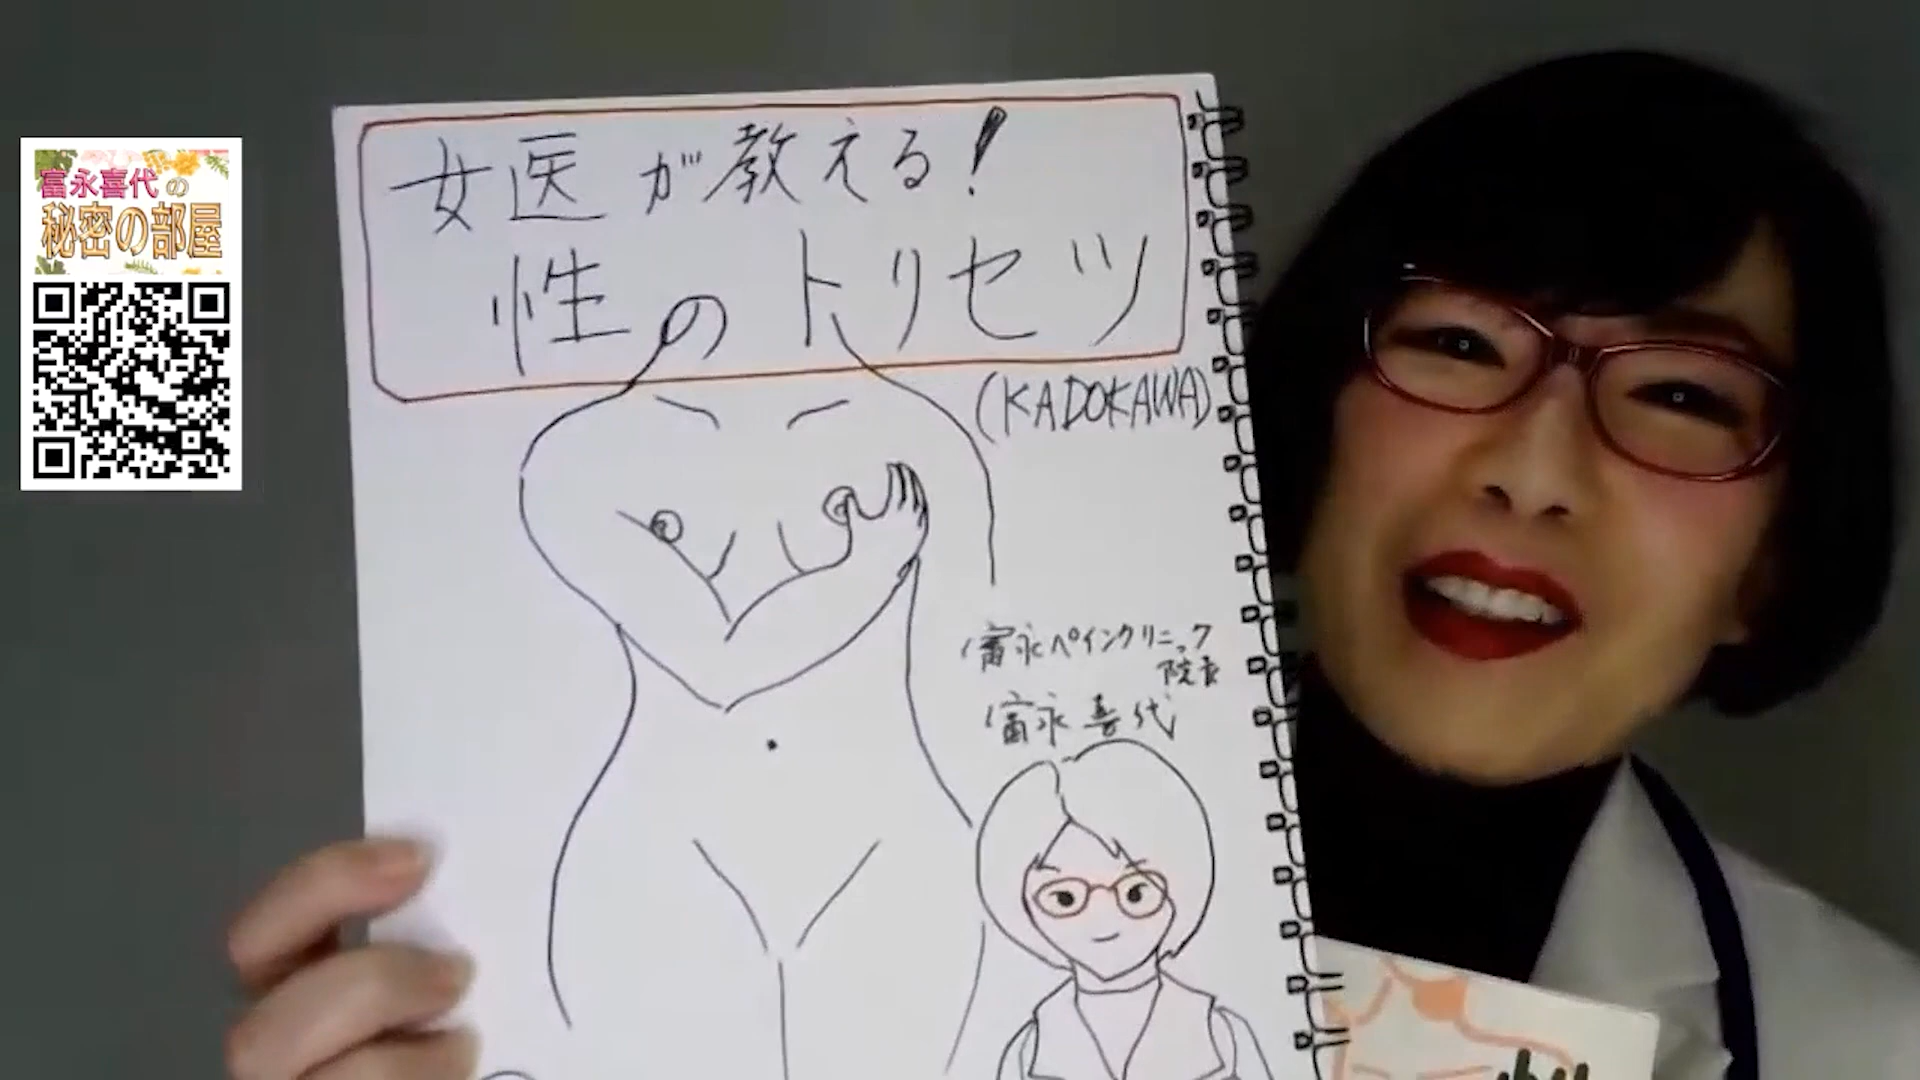 富永喜代の
秘密の部屋
女医が教える!
性のトリセツ
(KADOKAWA)
富永ペインクリニック
院長
富永喜代